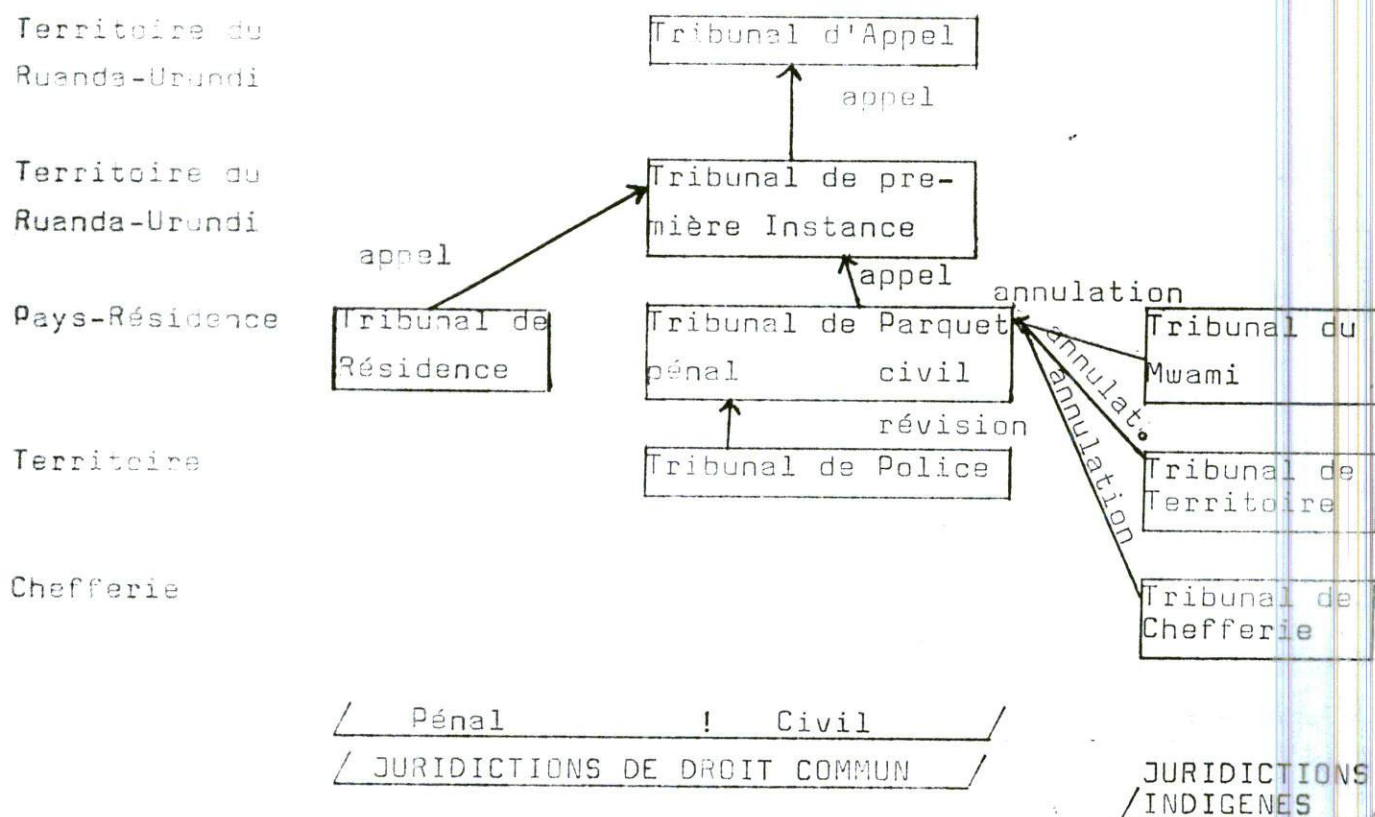 Territoire du
Ruanda-Urundi
Tribunal d'Appel
appel
Territoire du
Ruanda-Urundi
Tribunal de pre-
mière Instance
appel
appel
annulation
Pays-Résidence
Tribunal de
Résidence
Tribunal de Parquet
pénal civil
Tribunal du
Mwami
annulat.
annulation
révision
Territoire
Tribunal de Police
Tribunal de
Territoire
Chefferie
Tribunal de
Chefferie
/ Pénal ! Civil /
/ JURIDICTIONS DE DROIT COMMUN /
JURIDICTIONS
/ INDIGENES